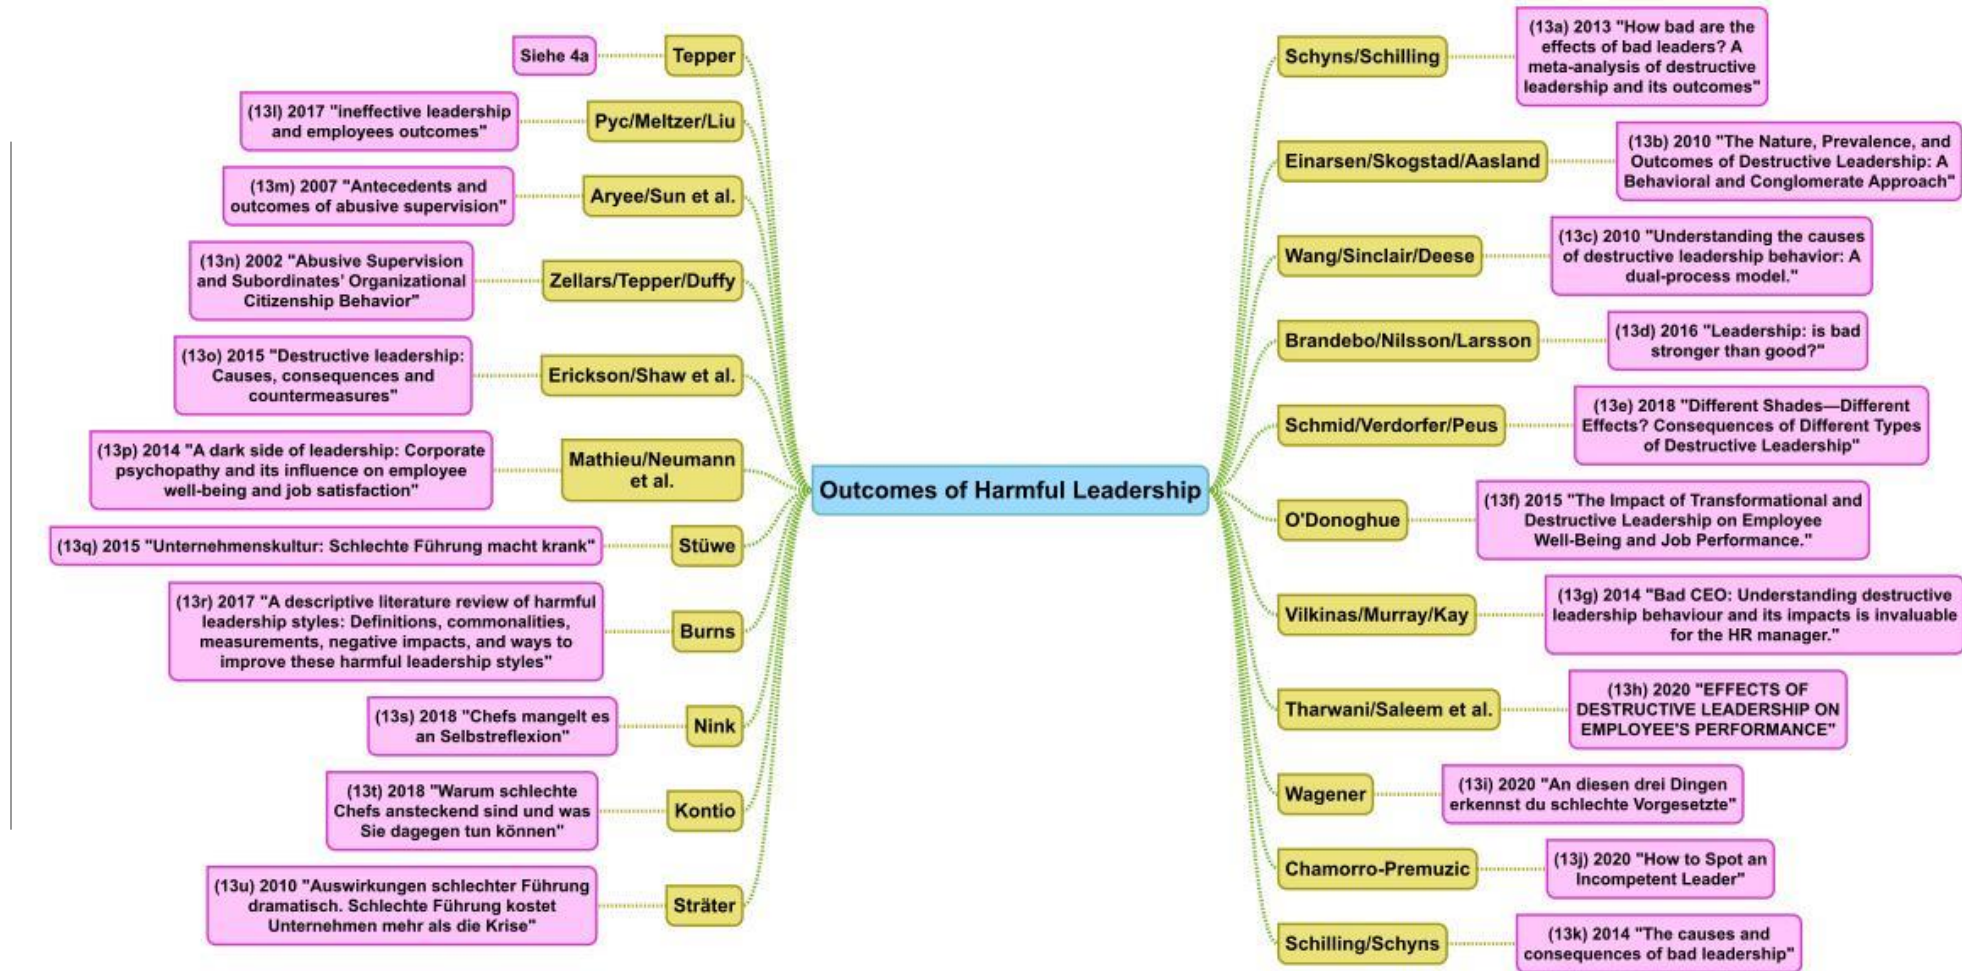 Outcomes of Harmful Leadership
Schyns/Schilling
(13a) 2013 "How bad are the
effects of bad leaders? A
meta-analysis of destructive
leadership and its outcomes"
Einarsen/Skogstad/Aasland
(13b) 2010 "The Nature, Prevalence, and
Outcomes of Destructive Leadership: A
Behavioral and Conglomerate Approach"
Wang/Sinclair/Deese
(13c) 2010 "Understanding the causes
of destructive leadership behavior: A
dual-process model."
Brandebo/Nilsson/Larsson
(13d) 2016 "Leadership: is bad
stronger than good?"
Schmid/Verdorfer/Peus
(13e) 2018 "Different Shades—Different
Effects? Consequences of Different Types
of Destructive Leadership"
O'Donoghue
(13f) 2015 "The Impact of Transformational and
Destructive Leadership on Employee
Well-Being and Job Performance."
Vilkinas/Murray/Kay
(13g) 2014 "Bad CEO: Understanding destructive
leadership behaviour and its impacts is invaluable
for the HR manager."
Tharwani/Saleem et al.
(13h) 2020 "EFFECTS OF
DESTRUCTIVE LEADERSHIP ON
EMPLOYEE'S PERFORMANCE"
Wagener
(13i) 2020 "An diesen drei Dingen
erkennst du schlechte Vorgesetzte"
Chamorro-Premuzic
(13j) 2020 "How to Spot an
Incompetent Leader"
Schilling/Schyns
(13k) 2014 "The causes and
consequences of bad leadership"
Tepper
Siehe 4a
Pyc/Meltzer/Liu
(13l) 2017 "ineffective leadership
and employees outcomes"
Aryee/Sun et al.
(13m) 2007 "Antecedents and
outcomes of abusive supervision"
Zellars/Tepper/Duffy
(13n) 2002 "Abusive Supervision
and Subordinates' Organizational
Citizenship Behavior"
Erickson/Shaw et al.
(13o) 2015 "Destructive leadership:
Causes, consequences and
countermeasures"
Mathieu/Neumann
et al.
(13p) 2014 "A dark side of leadership: Corporate
psychopathy and its influence on employee
well-being and job satisfaction"
Stüwe
(13q) 2015 "Unternehmenskultur: Schlechte Führung macht krank"
Burns
(13r) 2017 "A descriptive literature review of harmful
leadership styles: Definitions, commonalities,
measurements, negative impacts, and ways to
improve these harmful leadership styles"
Nink
(13s) 2018 "Chefs mangelt es
an Selbstreflexion"
Kontio
(13t) 2018 "Warum schlechte
Chefs ansteckend sind und was
Sie dagegen tun können"
Sträter
(13u) 2010 "Auswirkungen schlechter Führung
dramatisch. Schlechte Führung kostet
Unternehmen mehr als die Krise"